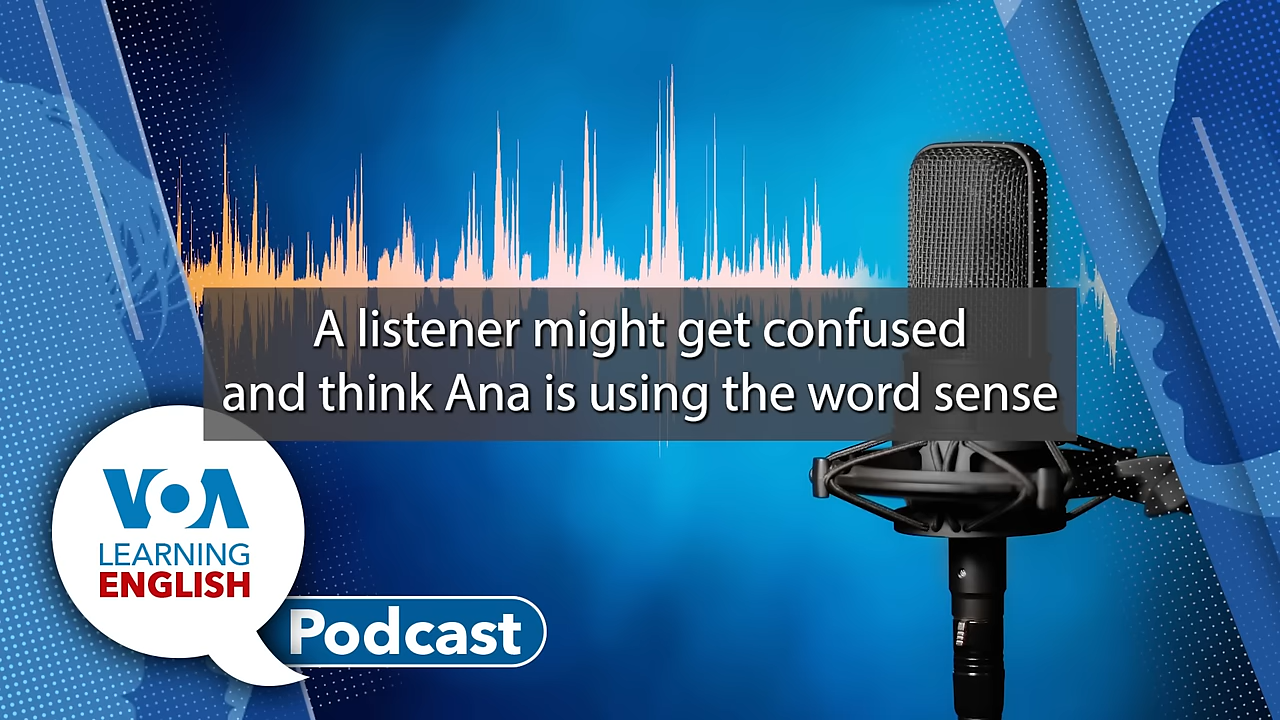 A listener might get confused
and think Ana is using the word sense
VOA
LEARNING
ENGLISH
Podcast